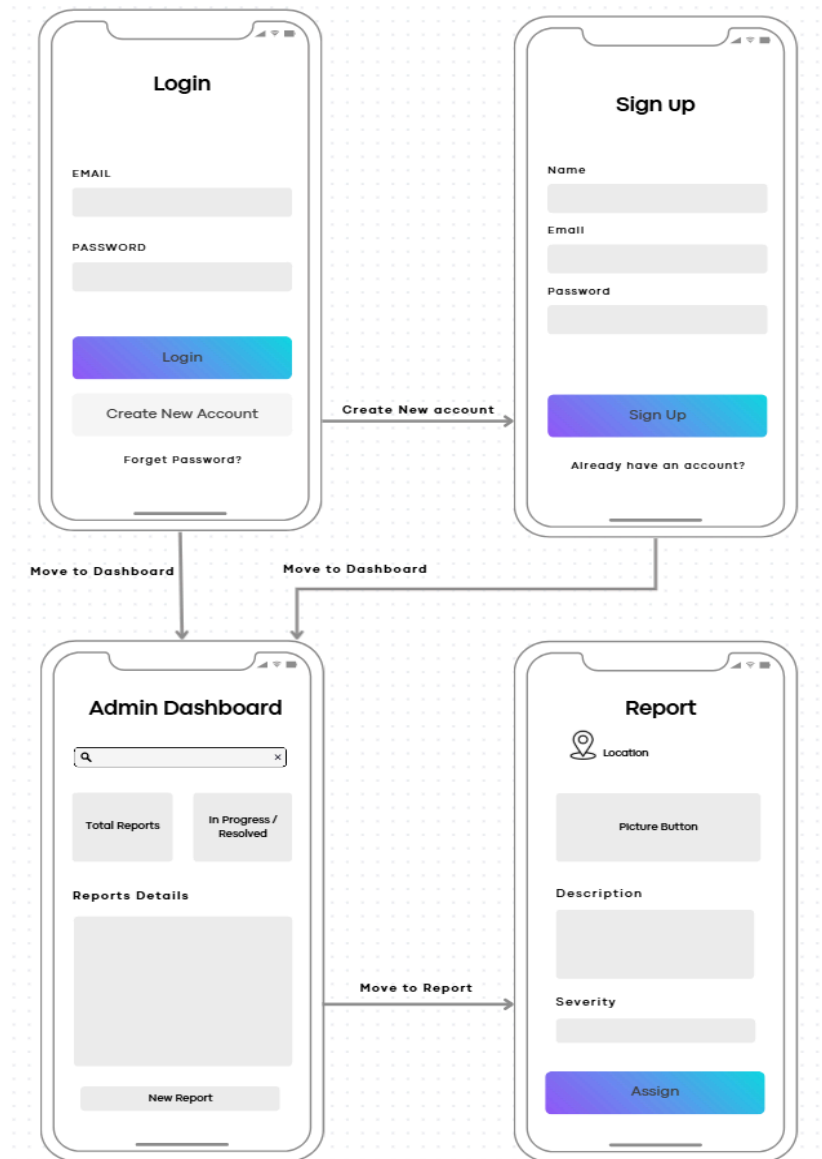 Login
EMAIL
PASSWORD
Login
Create New Account
Forget Password?
Create New account
Sign up
Name
Email
Password
Sign Up
Already have an account?
Move to Dashboard
Move to Dashboard
Admin Dashboard
Total Reports
In Progress /
Resolved
Reports Details
New Report
Move to Report
Report
Location
Picture Button
Description
Severity
Assign